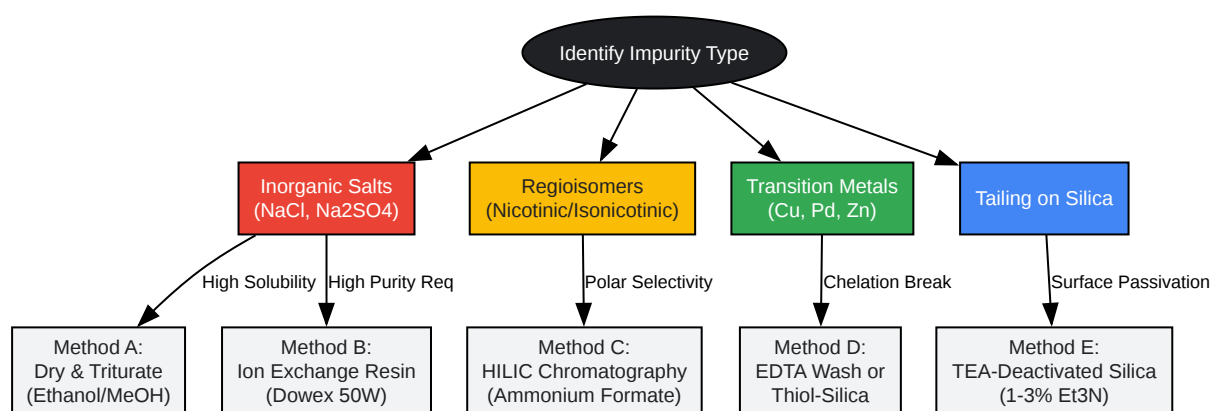 Identify Impurity Type
Inorganic Salts
(NaCl, Na2SO4)
Regioisomers
(Nicotinic/Isonicotinic)
Transition Metals
(Cu, Pd, Zn)
Tailing on Silica
High Solubility
High Purity Req
Polar Selectivity
Chelation Break
Surface Passivation
Method A:
Dry & Triturate
(Ethanol/MeOH)
Method B:
Ion Exchange Resin
(Dowex 50W)
Method C:
HILIC Chromatography
(Ammonium Formate)
Method D:
EDTA Wash or
Thiol-Silica
Method E:
TEA-Deactivated Silica
(1-3% Et3N)